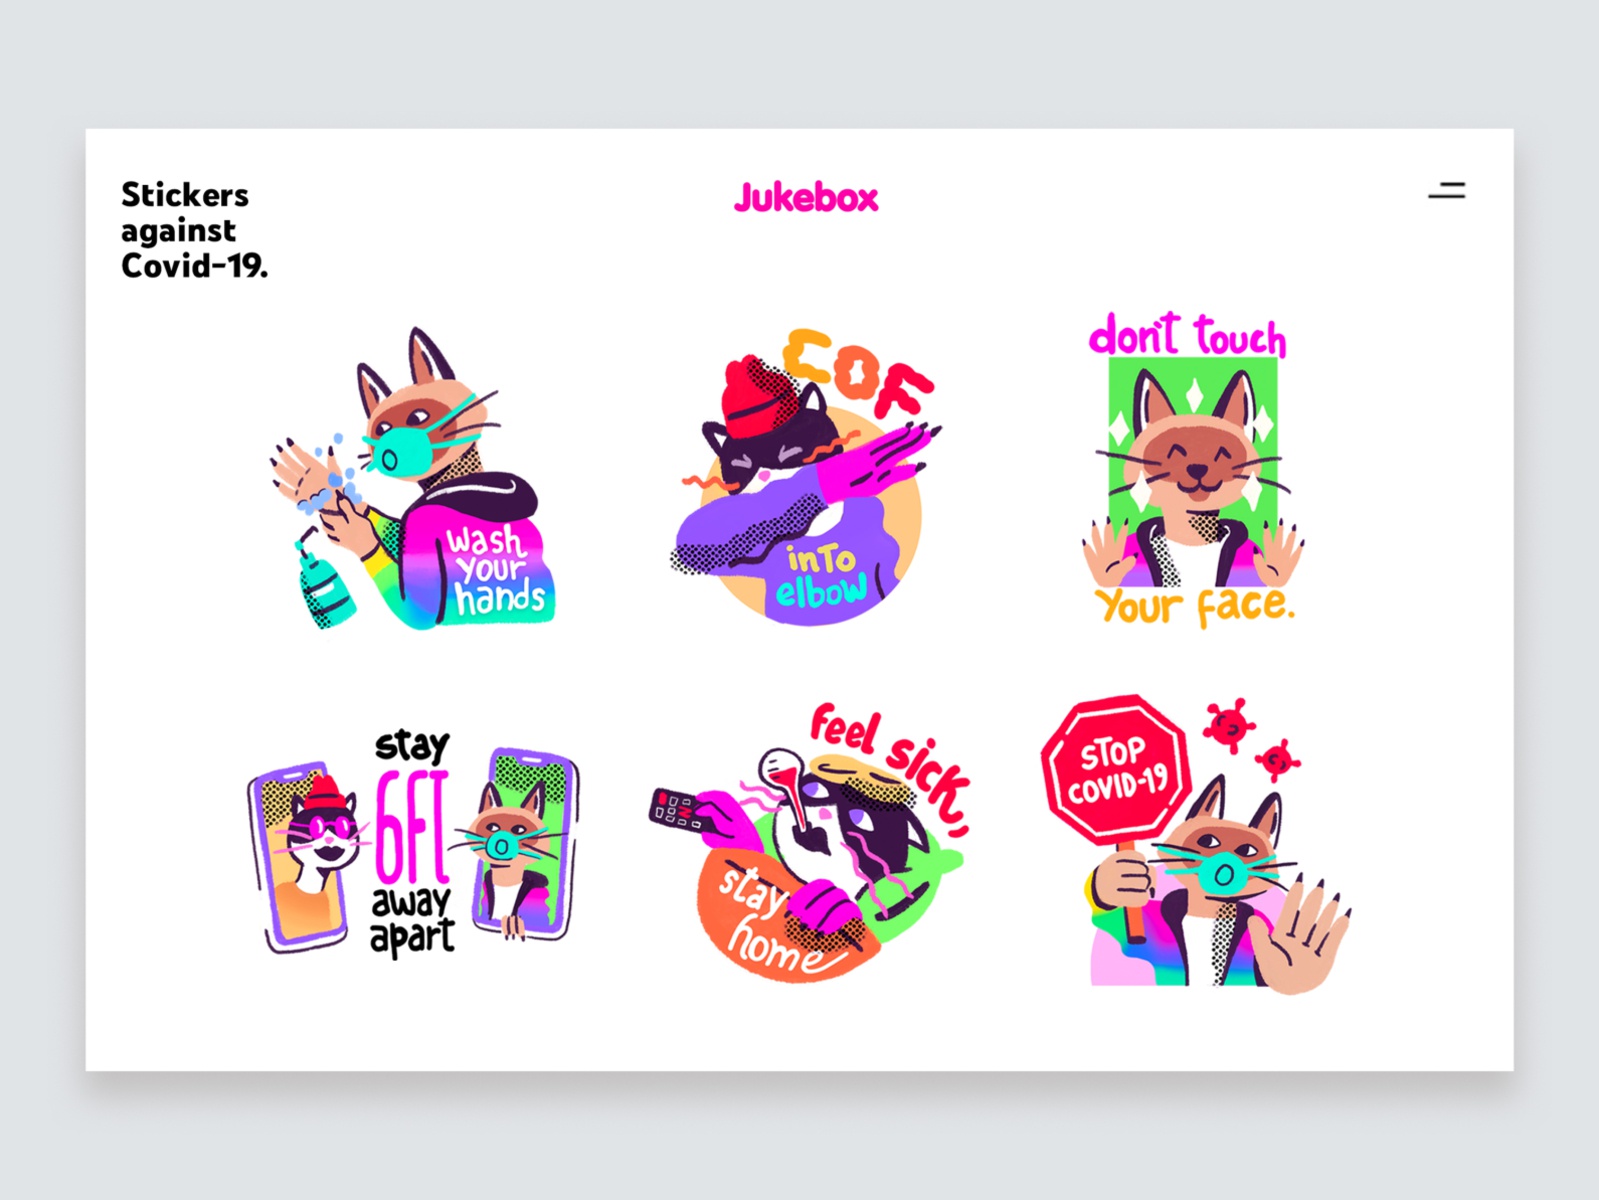 Stickers
against
Covid-19.
Jukebox
wash
your
hands
COF
inTo
elbow
don't touch
your face.
stay
6FT
away
apart
feel sick,
stay
home
STOP
COVID-19